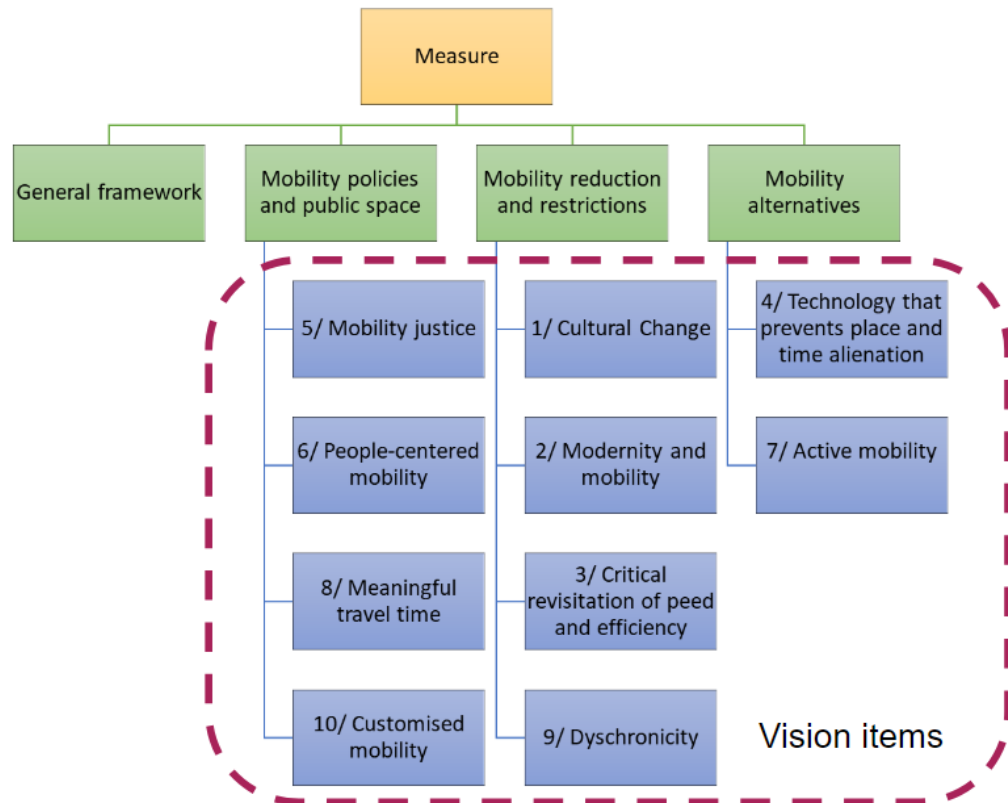 Measure
General framework
Mobility policies
and public space
Mobility reduction
and restrictions
Mobility
alternatives
5/ Mobility justice
1/ Cultural Change
4/ Technology that
prevents place and
time alienation
6/ People-centered
mobility
2/ Modernity and
mobility
7/ Active mobility
8/ Meaningful
travel time
3/ Critical
revisitation of peed
and efficiency
10/ Customised
mobility
9/ Dyschronicity
Vision items